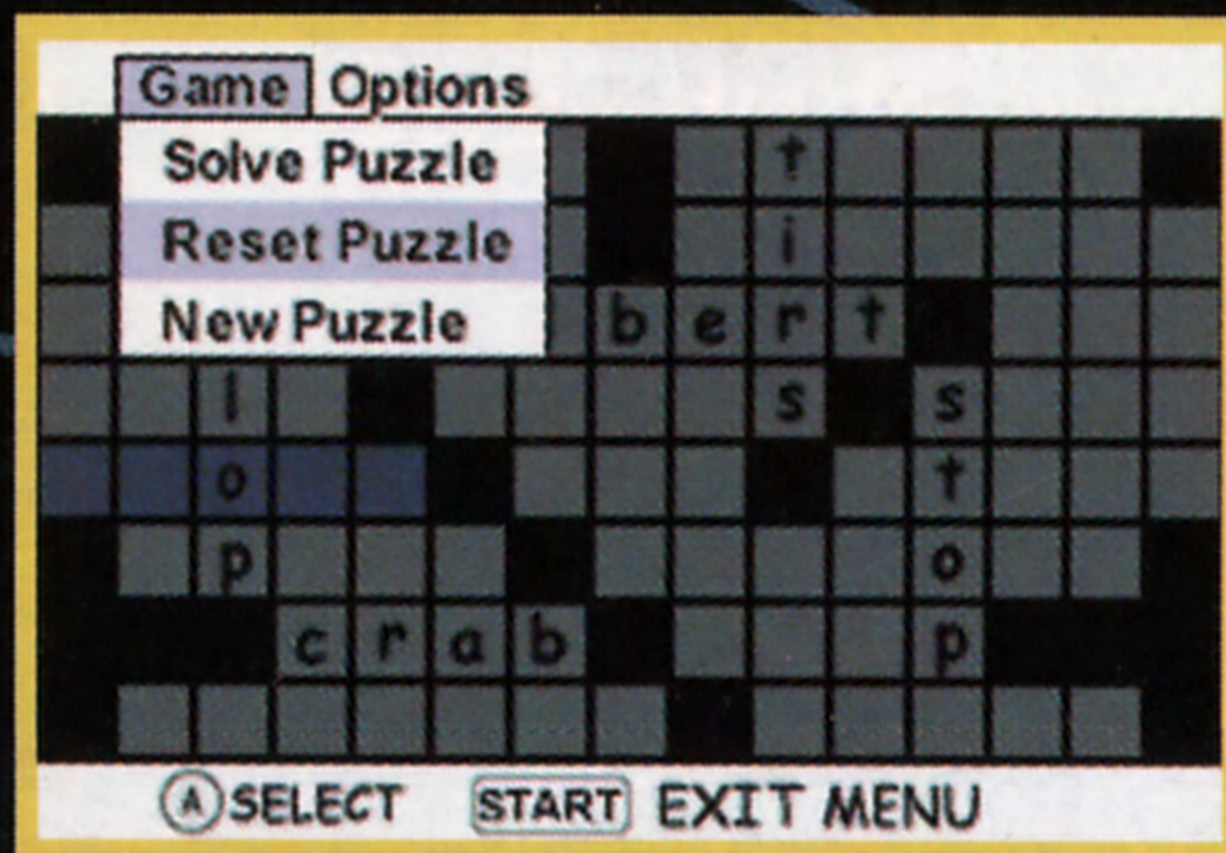 Game Options
Solve Puzzle
Reset Puzzle
New Puzzle
t
i
b e r t
l s s
o t
p o
c r a b p
A SELECT START EXIT MENU